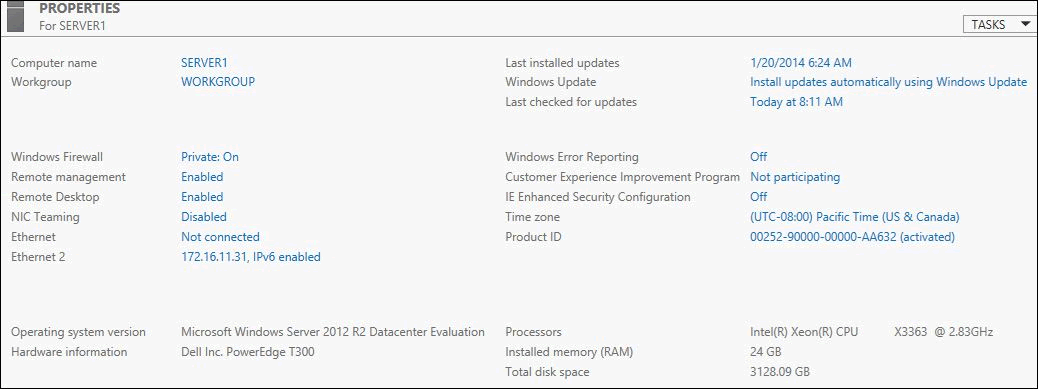 PROPERTIES
For SERVER1
TASKS
Computer name SERVER1 Last installed updates 1/20/2014 6:24 AM
Workgroup WORKGROUP Windows Update Install updates automatically using Windows Update
Last checked for updates Today at 8:11 AM
Windows Firewall Private: On Windows Error Reporting Off
Remote management Enabled Customer Experience Improvement Program Not participating
Remote Desktop Enabled IE Enhanced Security Configuration Off
NIC Teaming Disabled Time zone (UTC-08:00) Pacific Time (US & Canada)
Ethernet Not connected Product ID 00252-90000-00000-AA632 (activated)
Ethernet 2 172.16.11.31, IPv6 enabled
Operating system version Microsoft Windows Server 2012 R2 Datacenter Evaluation Processors Intel(R) Xeon(R) CPU X3363 @ 2.83GHz
Hardware information Dell Inc. PowerEdge T300 Installed memory (RAM) 24 GB
Total disk space 3128.09 GB